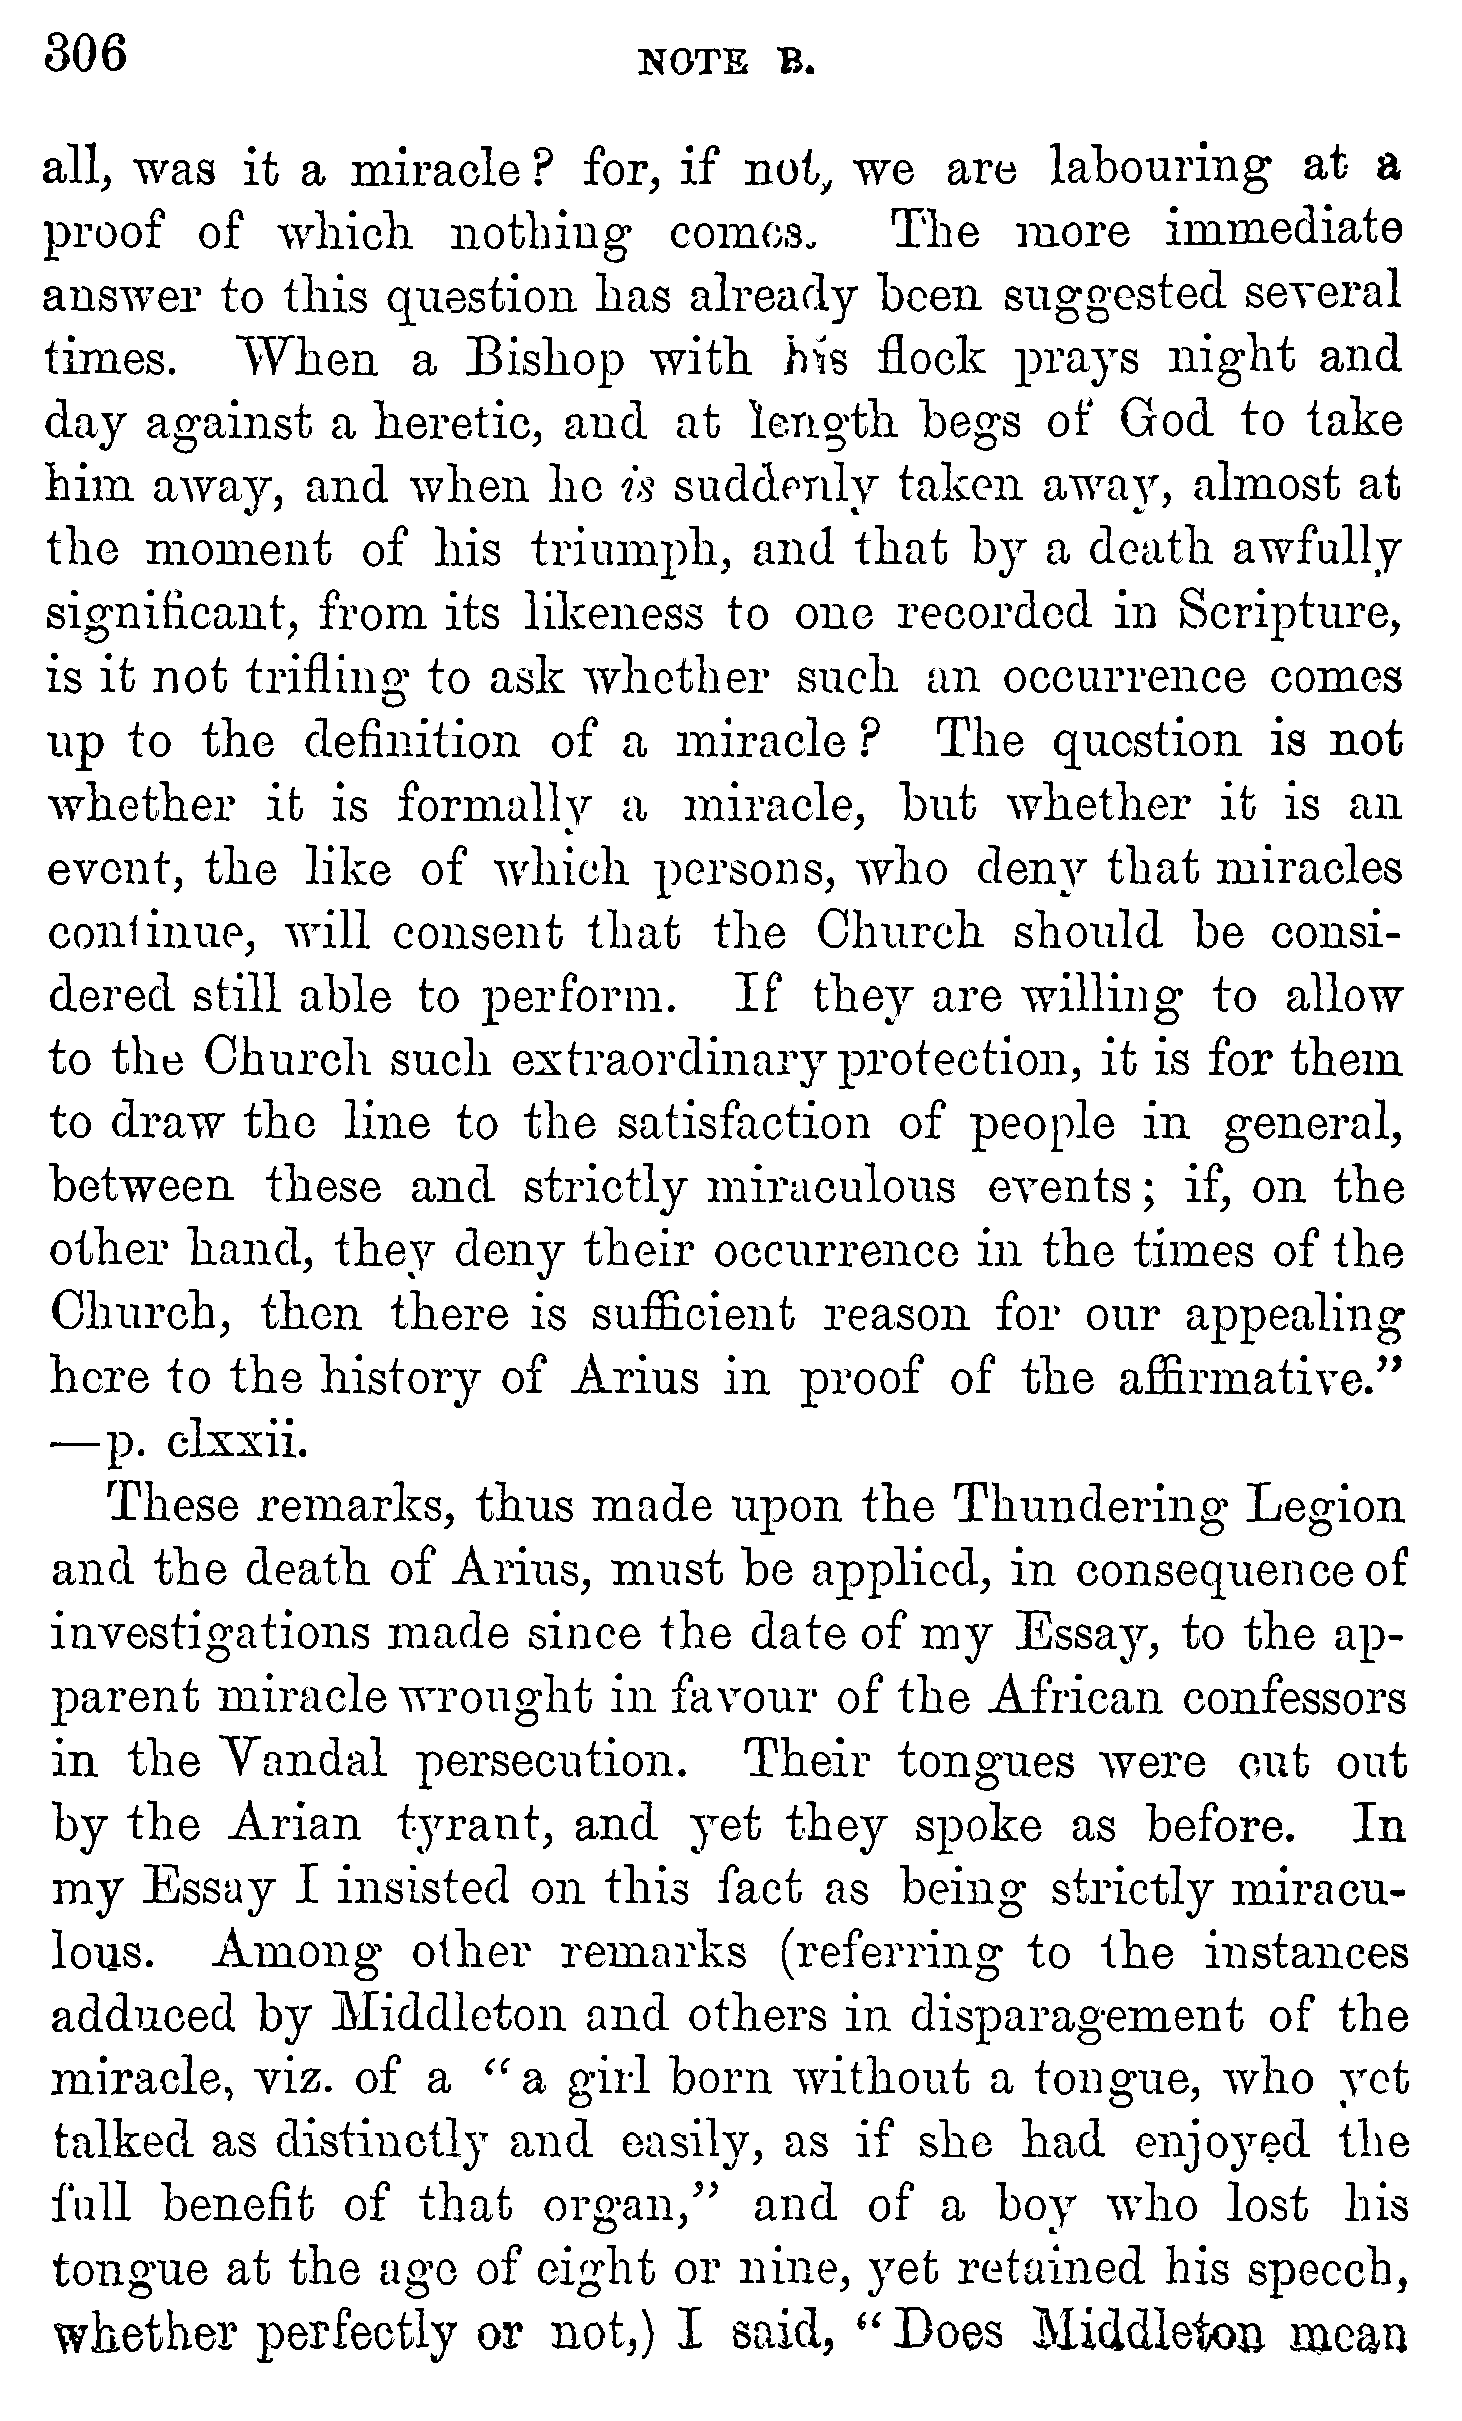 306
NOTE B.
all, was it a miracle? for, if not, we are labouring at a
proof of which nothing comes. The more immediate
answer to this question has already been suggested several
times. When a Bishop with his flock prays night and
day against a heretic, and at length begs of God to take
him away, and when he is suddenly taken away, almost at
the moment of his triumph, and that by a death awfully
significant, from its likeness to one recorded in Scripture,
is it not trifling to ask whether such an occurrence comes
up to the definition of a miracle? The question is not
whether it is formally a miracle, but whether it is an
event, the like of which persons, who deny that miracles
continue, will consent that the Church should be consi-
dered still able to perform. If they are willing to allow
to the Church such extraordinary protection, it is for them
to draw the line to the satisfaction of people in general,
between these and strictly miraculous events; if, on the
other hand, they deny their occurrence in the times of the
Church, then there is sufficient reason for our appealing
here to the history of Arius in proof of the affirmative.”
—p. clxxii.
These remarks, thus made upon the Thundering Legion
and the death of Arius, must be applied, in consequence of
investigations made since the date of my Essay, to the ap-
parent miracle wrought in favour of the African confessors
in the Vandal persecution. Their tongues were cut out
by the Arian tyrant, and yet they spoke as before. In
my Essay I insisted on this fact as being strictly miracu-
lous. Among other remarks (referring to the instances
adduced by Middleton and others in disparagement of the
miracle, viz. of a “a girl born without a tongue, who yet
talked as distinctly and easily, as if she had enjoyed the
full benefit of that organ,” and of a boy who lost his
tongue at the age of eight or nine, yet retained his speech,
whether perfectly or not,) I said, “Does Middleton mean